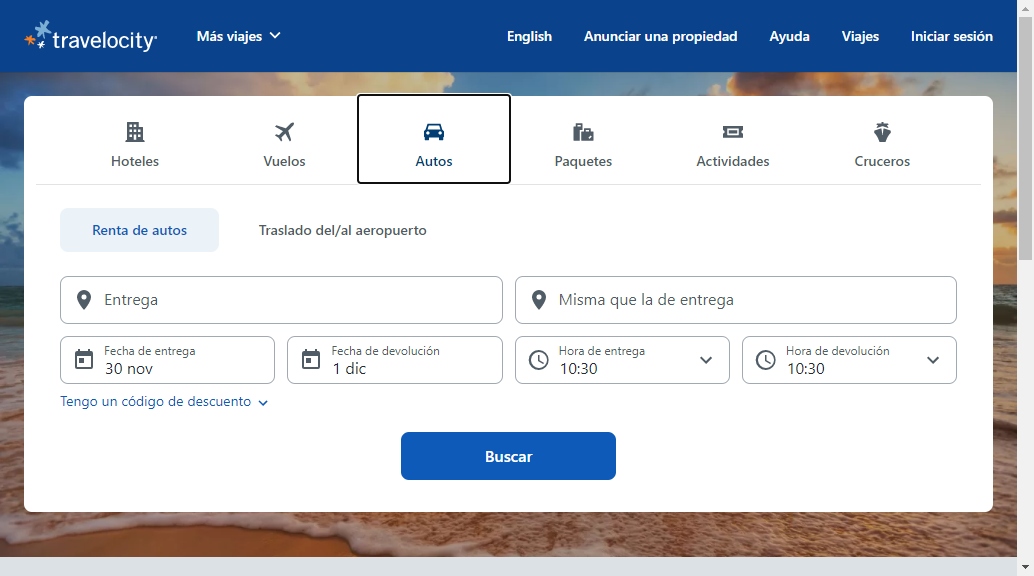 travelocity
Más viajes
English
Anunciar una propiedad
Ayuda
Viajes
Iniciar sesión
Hoteles
Vuelos
Autos
Paquetes
Actividades
Cruceros
Renta de autos
Traslado del/al aeropuerto
Entrega
Misma que la de entrega
Fecha de entrega
30 nov
Fecha de devolución
1 dic
Hora de entrega
10:30
Hora de devolución
10:30
Tengo un código de descuento
Buscar